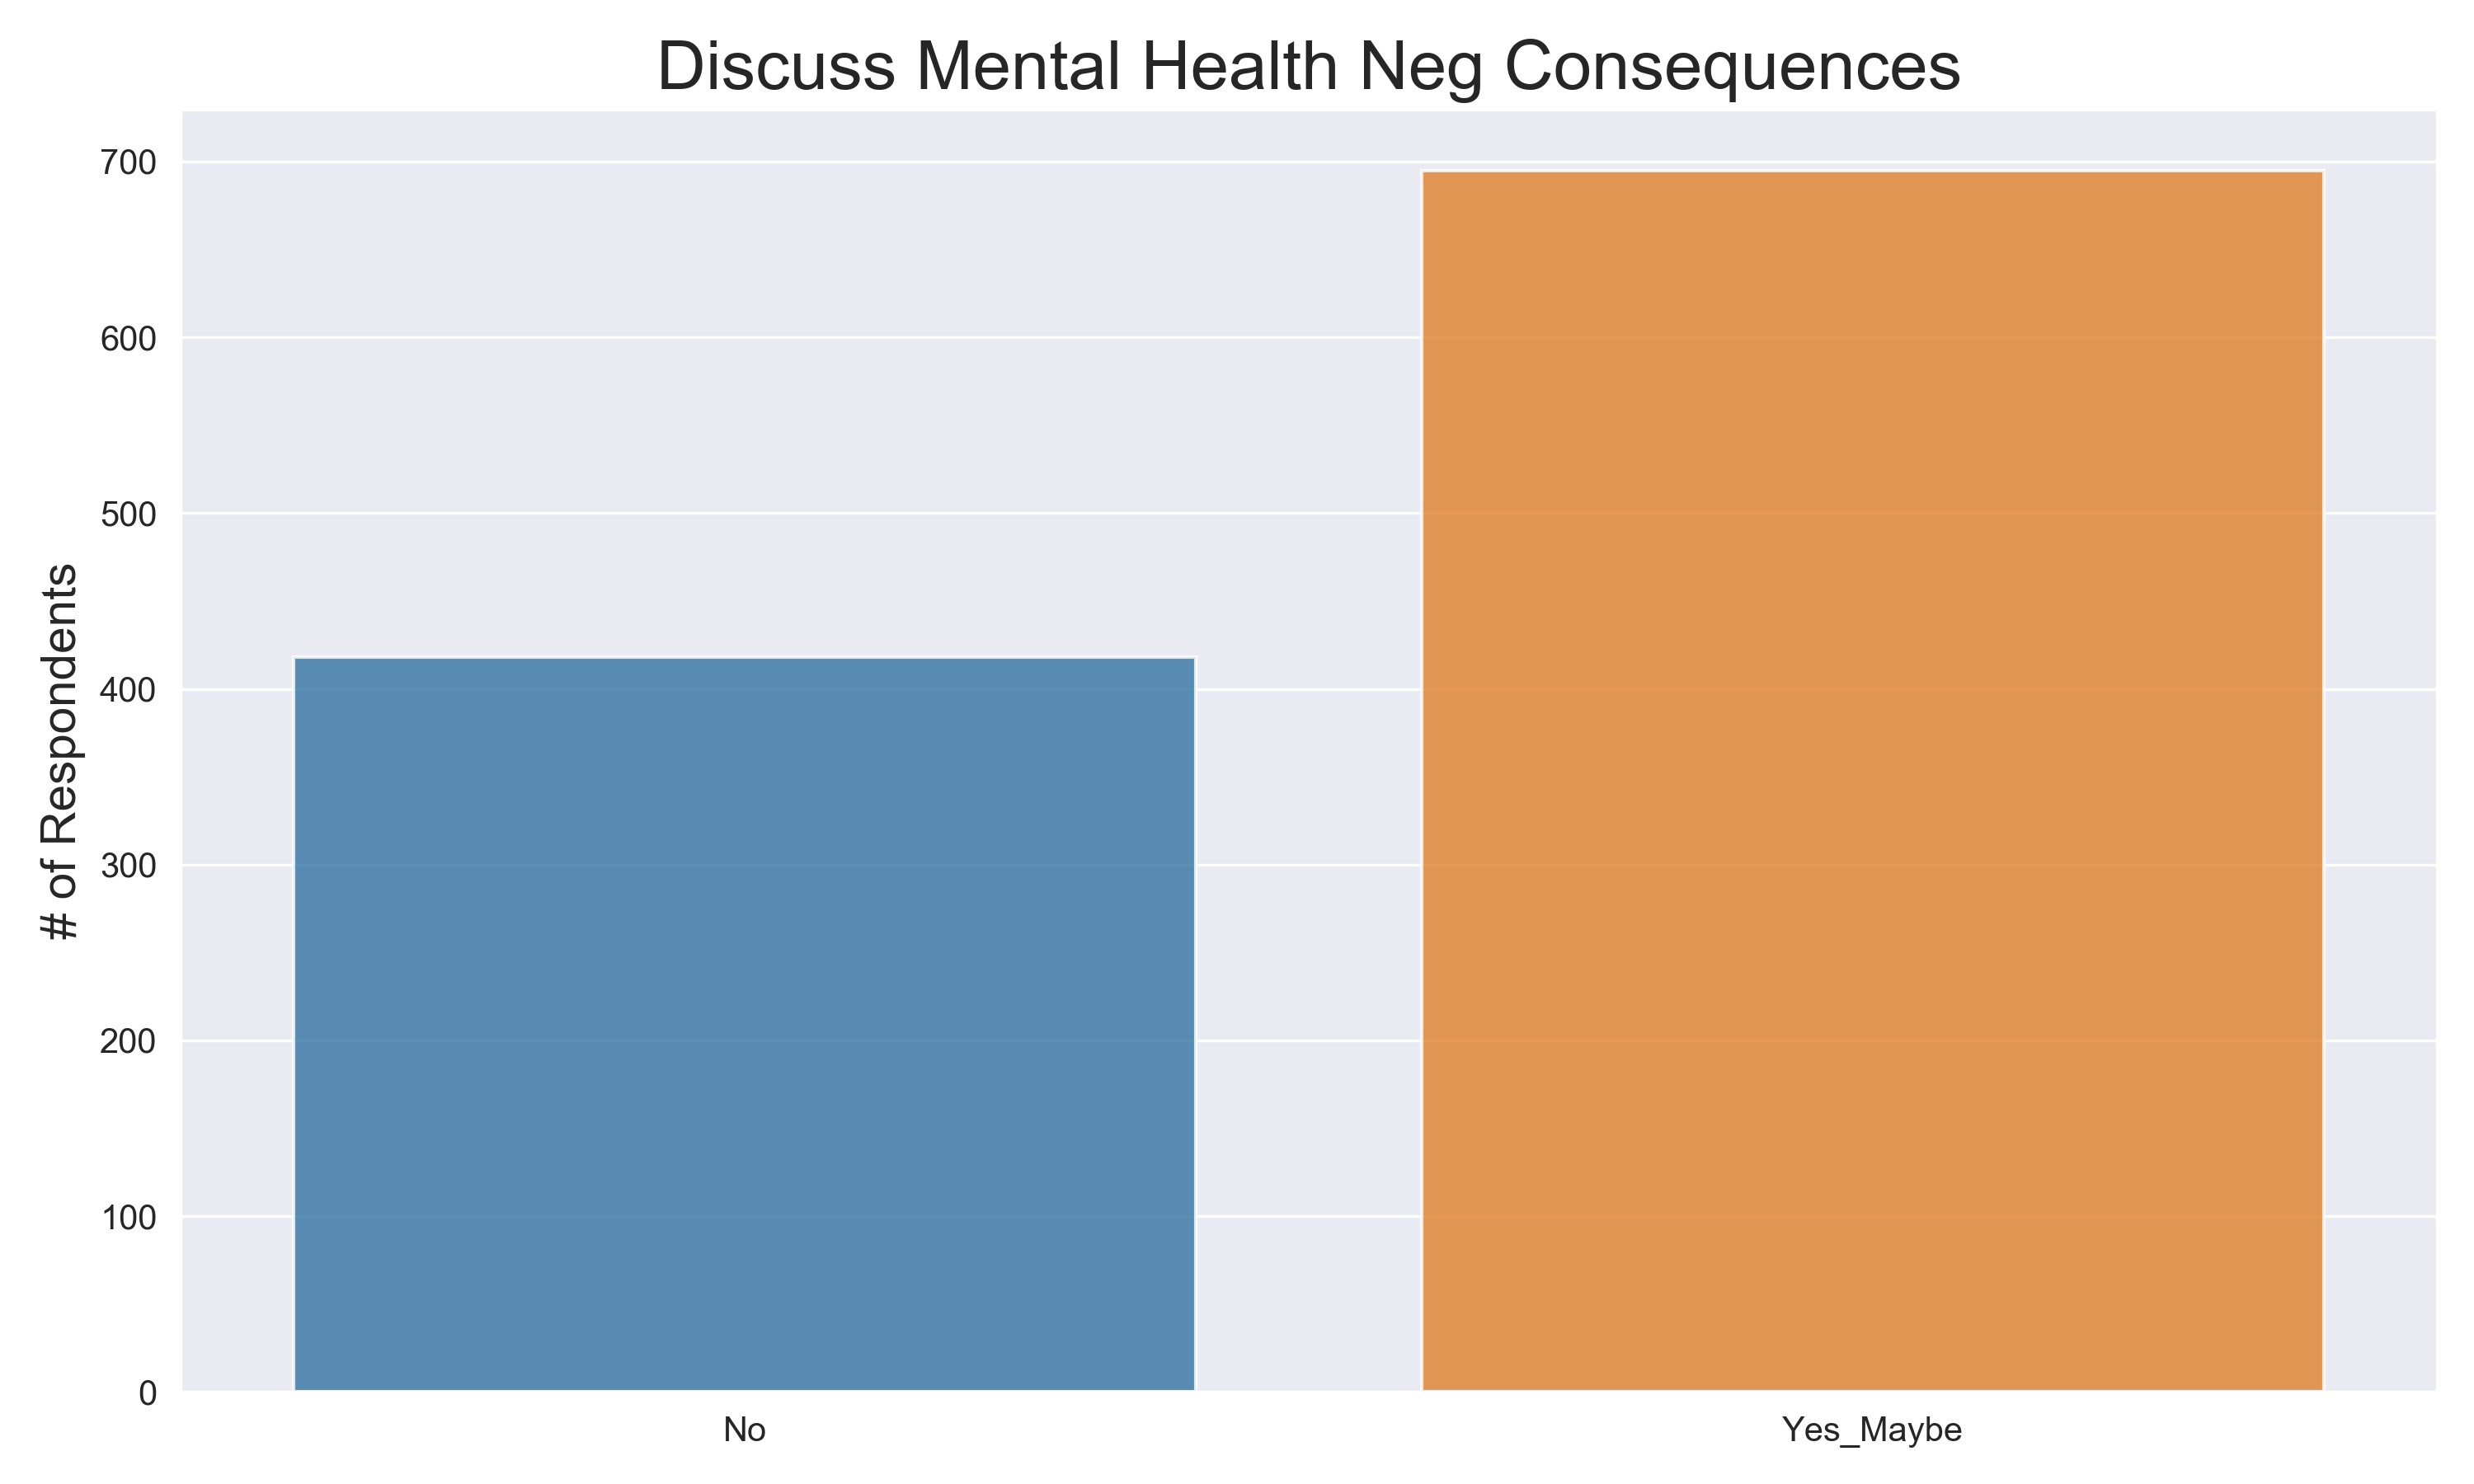 Discuss Mental Health Neg Consequences
# of Respondents
700
600
500
400
300
200
100
0
No
Yes_Maybe